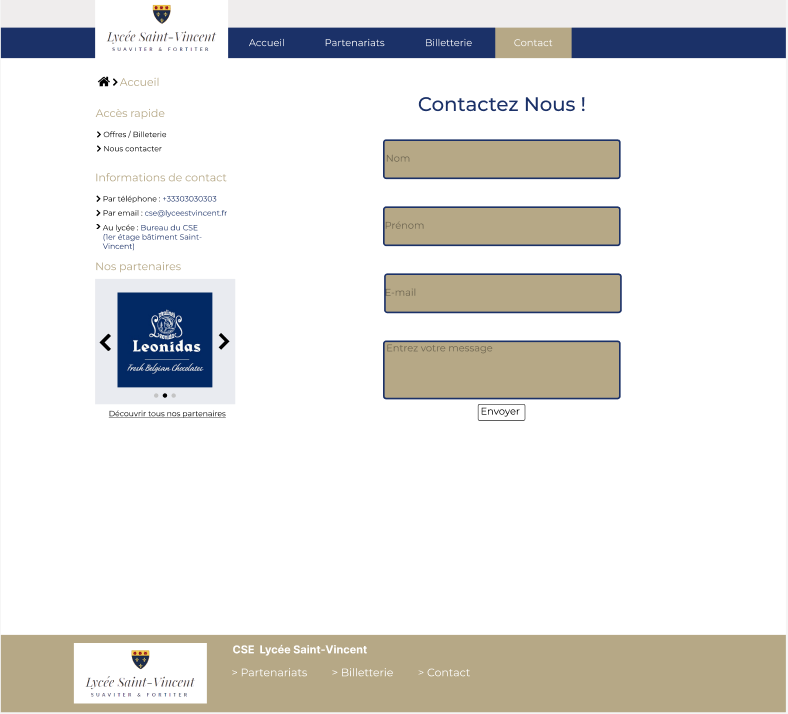 Lycée Saint-Vincent
SUAVITER & FORTITER
Accueil Partenariats Billetterie Contact
Accueil
Contactez Nous !
Accès rapide
Offres / Billeterie
Nous contacter
Informations de contact
Par téléphone : +33303030303
Par email : cse@lyceestvincent.fr
Au lycée : Bureau du CSE
(1er étage bâtiment Saint-
Vincent)
Nos partenaires
Leonidas
Fresh Belgian Chocolates
Découvrir tous nos partenaires
Nom
Prénom
E-mail
Entrez votre message
Envoyer
Lycée Saint-Vincent
SUAVITER & FORTITER
CSE Lycée Saint-Vincent
> Partenariats > Billetterie > Contact